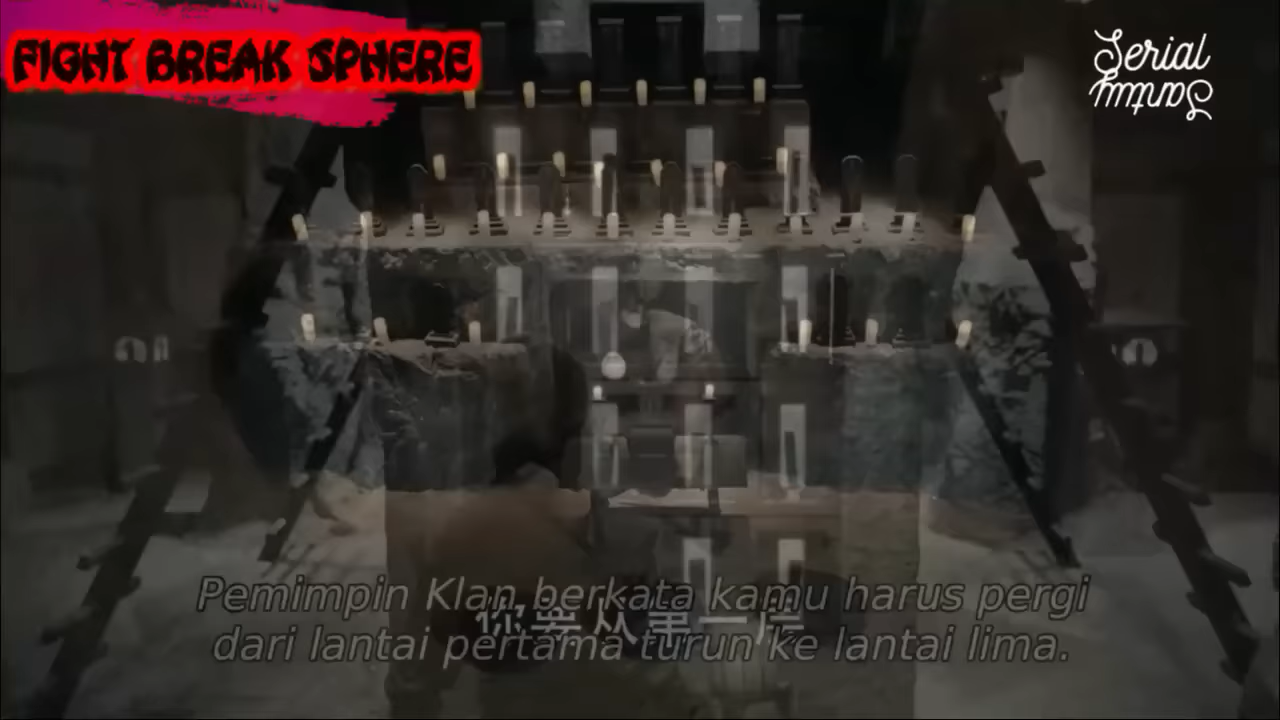 FIGHT BREAK SPHERE
Serial
Santuy
Pemimpin Klan berkata kamu harus pergi
你要从第一层
dari lantai pertama turun ke lantai lima.